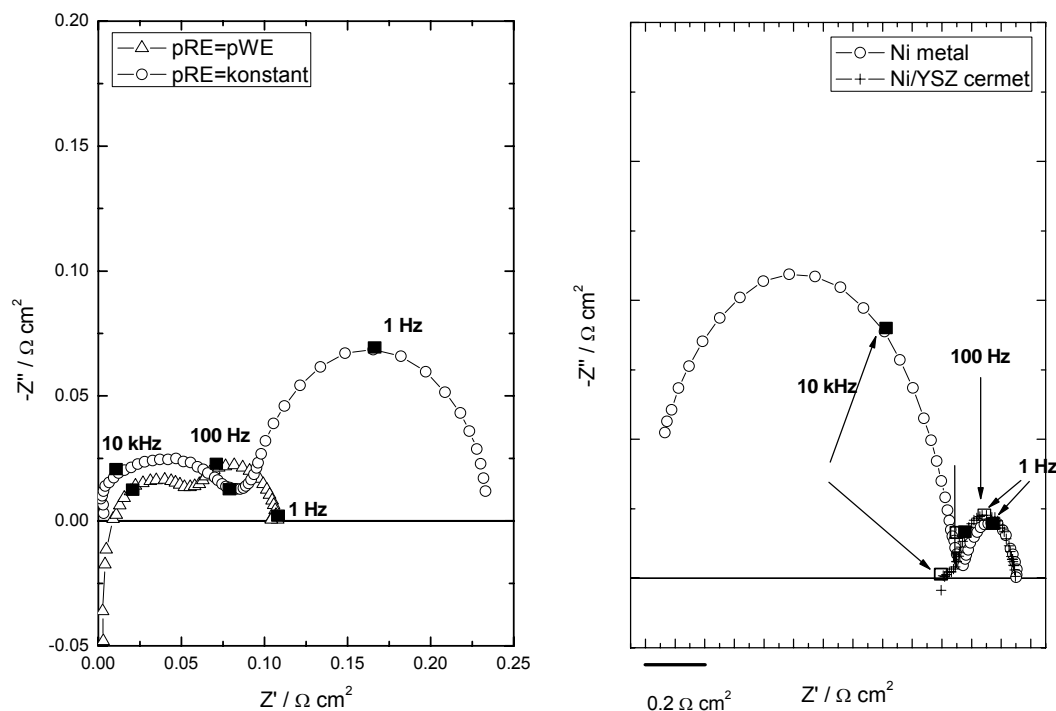 0.20
0.15
0.10
0.05
0.00
-0.05
-Z'' / Ω cm²
pRE=pWE
pRE=konstant
1 Hz
10 kHz
100 Hz
1 Hz
0.00
0.05
0.10
0.15
0.20
0.25
Z' / Ω cm²
-Z'' / Ω cm²
Ni metal
Ni/YSZ cermet
100 Hz
10 kHz
1 Hz
0.2 Ω cm²
Z' / Ω cm²